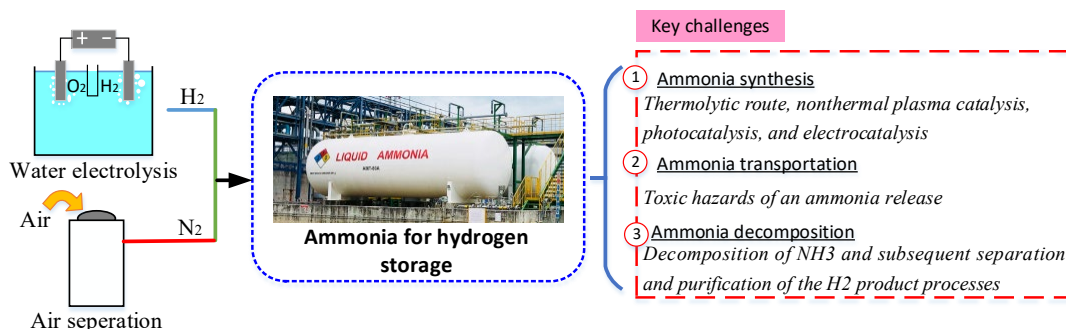 Key challenges
+ −
O2 H2
H2
Water electrolysis
Air
N2
Air seperation
LIQUID AMMONIA
Ammonia for hydrogen
storage
1 Ammonia synthesis
Thermolytic route, nonthermal plasma catalysis,
photocatalysis, and electrocatalysis
2 Ammonia transportation
Toxic hazards of an ammonia release
3 Ammonia decomposition
Decomposition of NH3 and subsequent separation
and purification of the H2 product processes